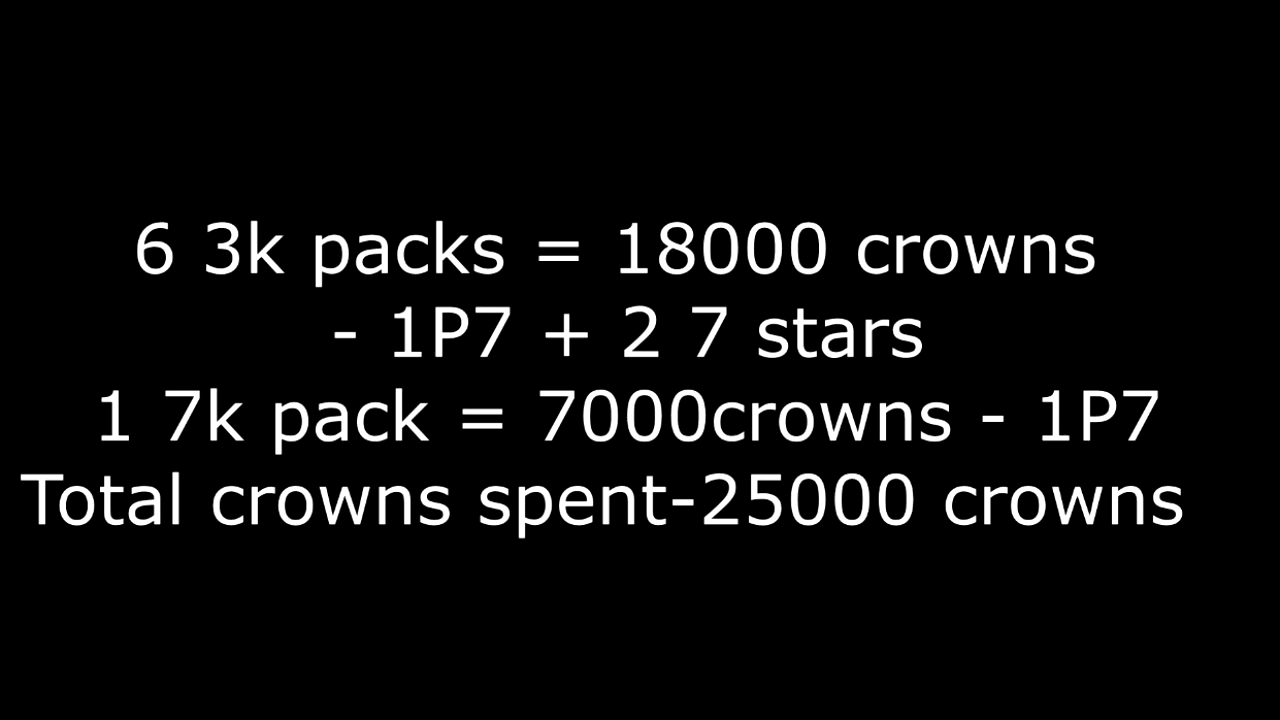 6 3k packs = 18000 crowns
- 1P7 + 2 7 stars
1 7k pack = 7000crowns - 1P7
Total crowns spent-25000 crowns